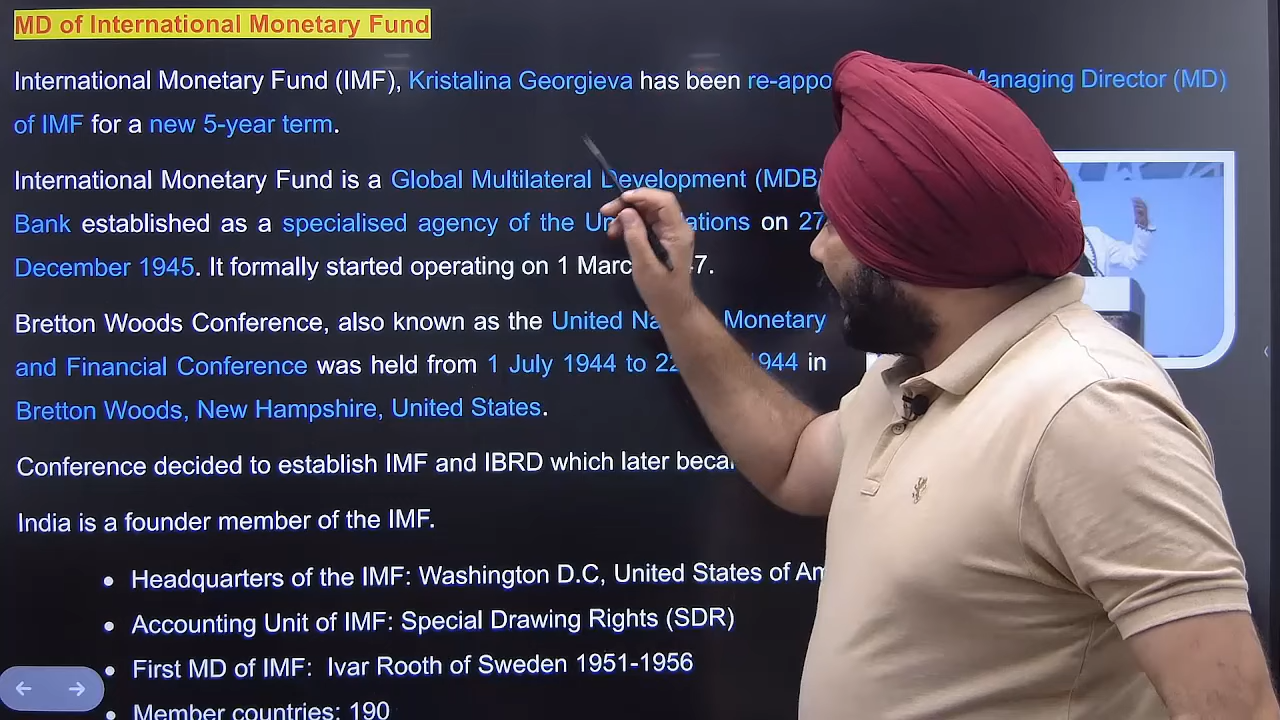 MD of International Monetary Fund
International Monetary Fund (IMF), Kristalina Georgieva has been re-appo Managing Director (MD)
of IMF for a new 5-year term.
International Monetary Fund is a Global Multilateral Development (MDB)
Bank established as a specialised agency of the Un ations on 27
December 1945. It formally started operating on 1 Marc 7.
Bretton Woods Conference, also known as the United Na Monetary
and Financial Conference was held from 1 July 1944 to 22 944 in
Bretton Woods, New Hampshire, United States.
Conference decided to establish IMF and IBRD which later beca
India is a founder member of the IMF.
• Headquarters of the IMF: Washington D.C, United States of Am
• Accounting Unit of IMF: Special Drawing Rights (SDR)
• First MD of IMF: Ivar Rooth of Sweden 1951-1956
• Member countries: 190